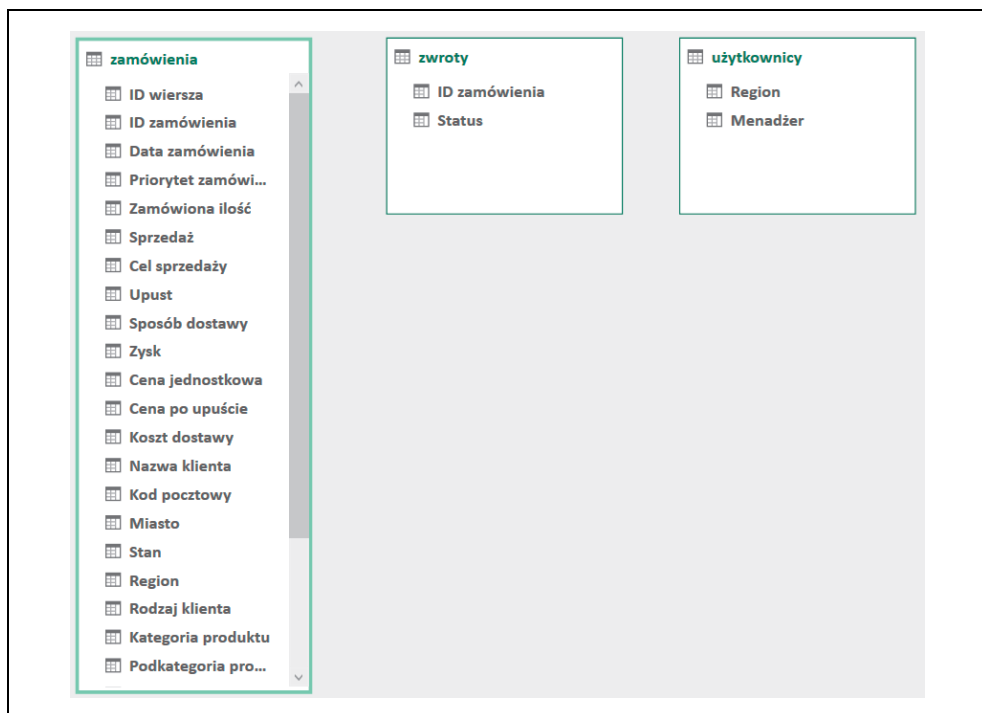 zamówienia
ID wiersza
ID zamówienia
Data zamówienia
Priorytet zamówi...
Zamówiona ilość
Sprzedaż
Cel sprzedaży
Upust
Sposób dostawy
Zysk
Cena jednostkowa
Cena po upuście
Koszt dostawy
Nazwa klienta
Kod pocztowy
Miasto
Stan
Region
Rodzaj klienta
Kategoria produktu
Podkategoria pro...
zwroty
ID zamówienia
Status
użytkownicy
Region
Menadżer